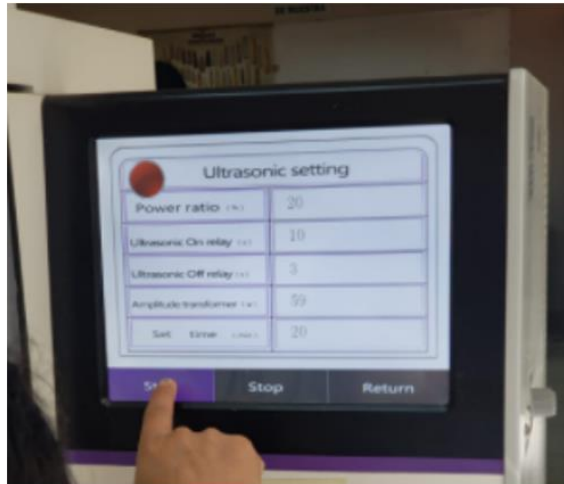 Ultrasonic setting
Power ratio (%) 20
Ultrasonic On relay (s) 10
Ultrasonic Off relay (s) 3
Amplitude transformer 59
Set time 20
Stop Return